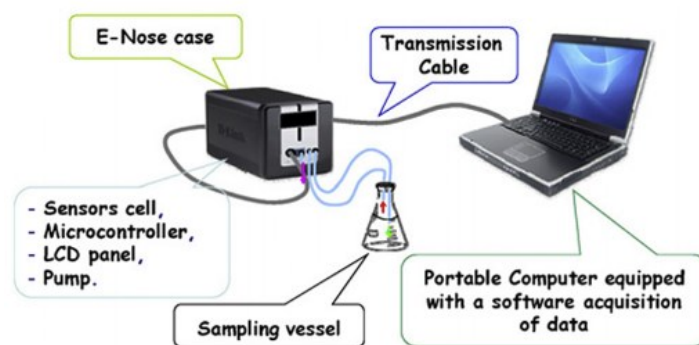 E-Nose case
Transmission
Cable
D-Link
- Sensors cell,
- Microcontroller,
- LCD panel,
- Pump.
Sampling vessel
Portable Computer equipped
with a software acquisition
of data